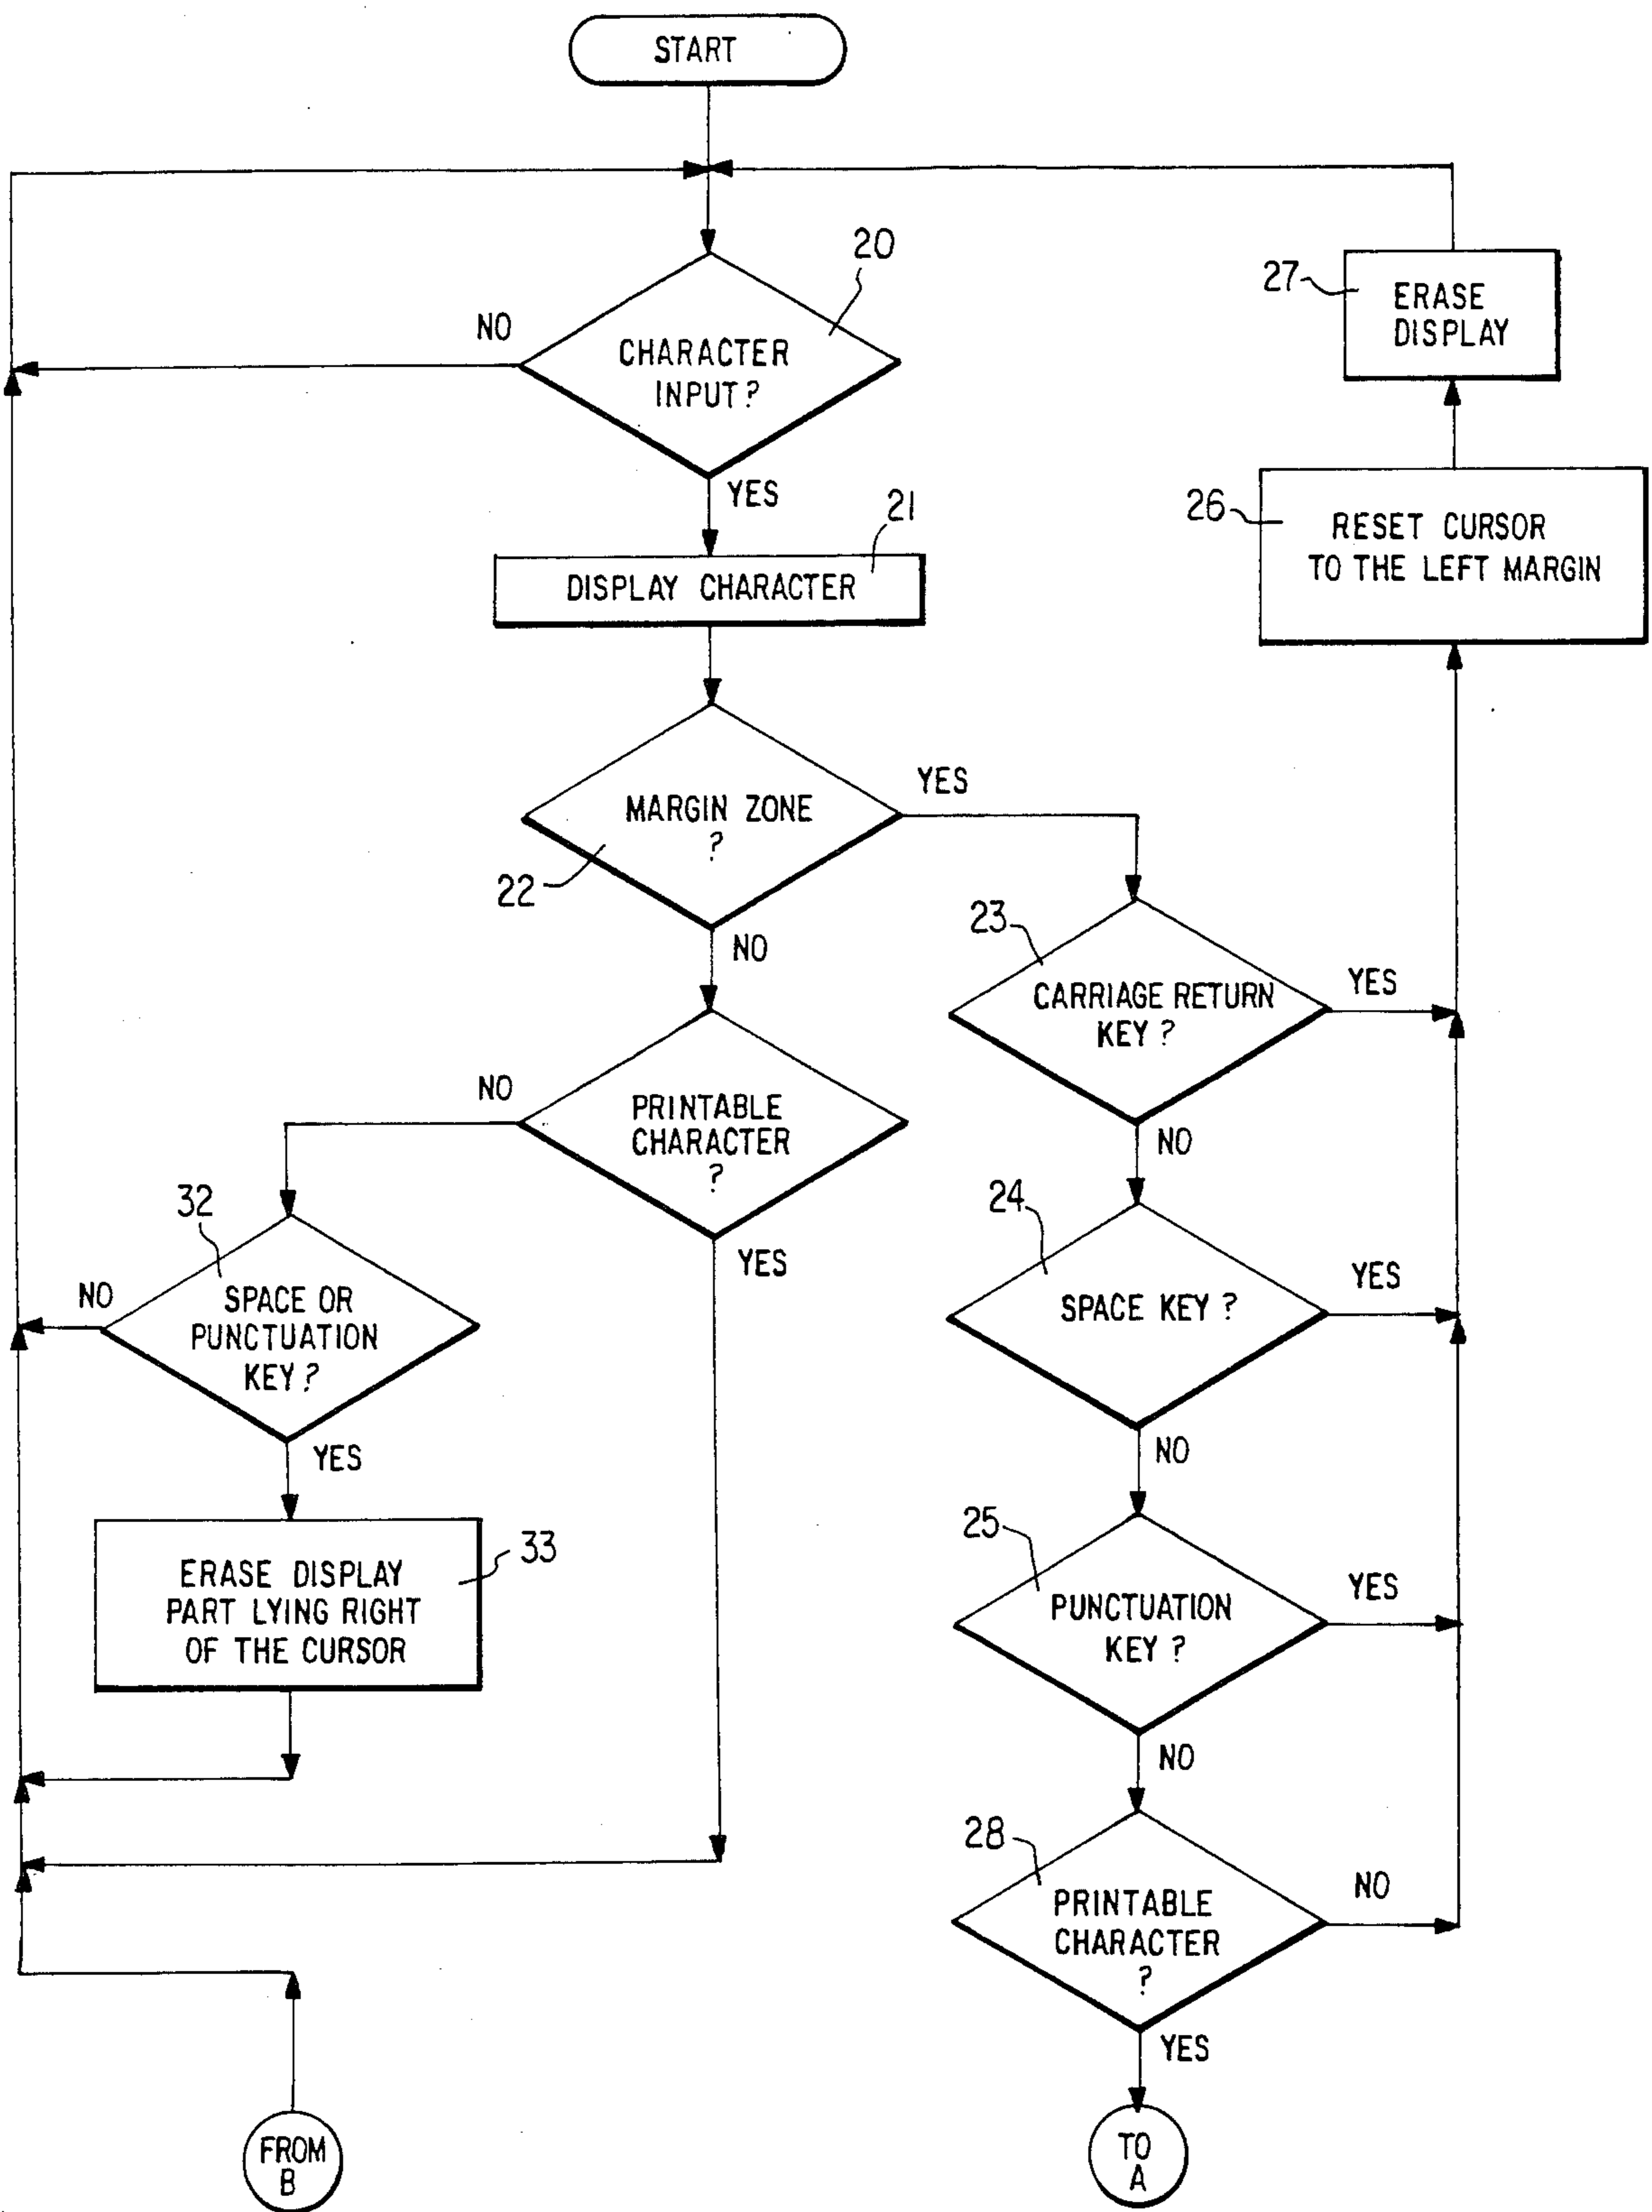 START
20
NO
CHARACTER
INPUT?
YES
27
ERASE
DISPLAY
21
DISPLAY CHARACTER
26
RESET CURSOR
TO THE LEFT MARGIN
MARGIN ZONE
?
YES
22
NO
23
CARRIAGE RETURN
KEY?
YES
NO
NO
PRINTABLE
CHARACTER
?
YES
24
SPACE KEY?
YES
NO
32
NO
SPACE OR
PUNCTUATION
KEY?
YES
33
ERASE DISPLAY
PART LYING RIGHT
OF THE CURSOR
25
PUNCTUATION
KEY?
YES
NO
28
PRINTABLE
CHARACTER
?
NO
YES
FROM
B
TO
A